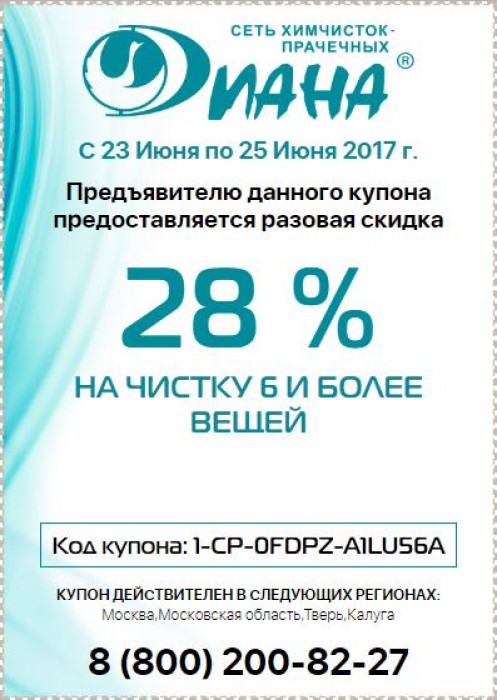 СЕТЬ ХИМЧИСТОК-
ПРАЧЕЧНЫХ
ДИАНА®
С 23 Июня по 25 Июня 2017 г.
Предъявителю данного купона
предоставляется разовая скидка
28 %
НА ЧИСТКУ 6 И БОЛЕЕ
ВЕЩЕЙ
Код купона: 1-CP-0FDPZ-A1LU56A
КУПОН ДЕЙСТВИТЕЛЕН В СЛЕДУЮЩИХ РЕГИОНАХ:
Москва,Московская область,Тверь,Калуга
8 (800) 200-82-27